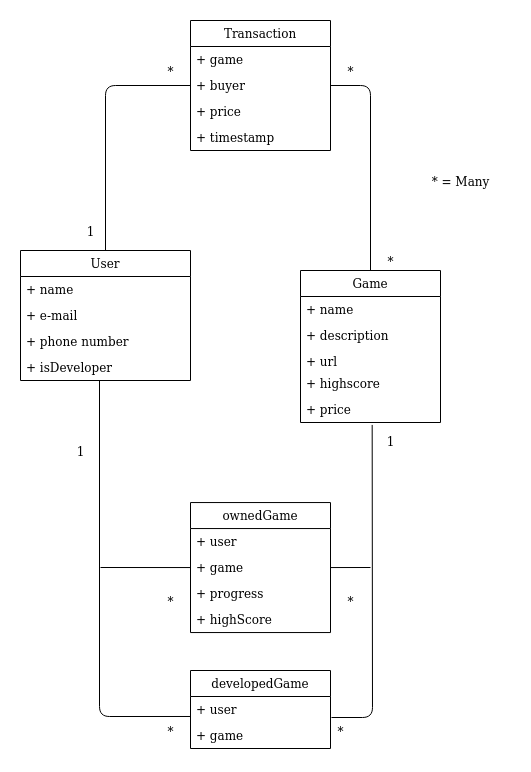 Transaction
+ game
+ buyer
+ price
+ timestamp
*
*
* = Many
1
*
User
+ name
+ e-mail
+ phone number
+ isDeveloper
Game
+ name
+ description
+ url
+ highscore
+ price
1
1
ownedGame
+ user
+ game
+ progress
+ highScore
*
*
developedGame
+ user
+ game
*
*